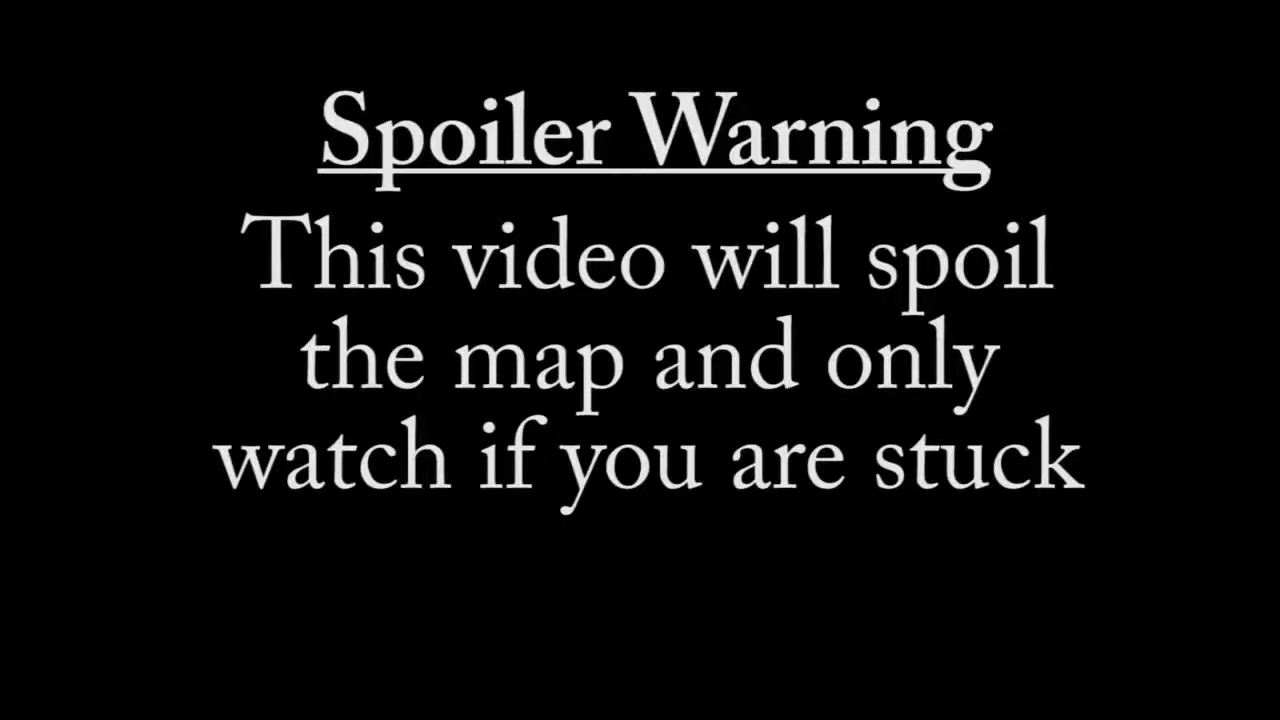 Spoiler Warning
This video will spoil
the map and only
watch if you are stuck